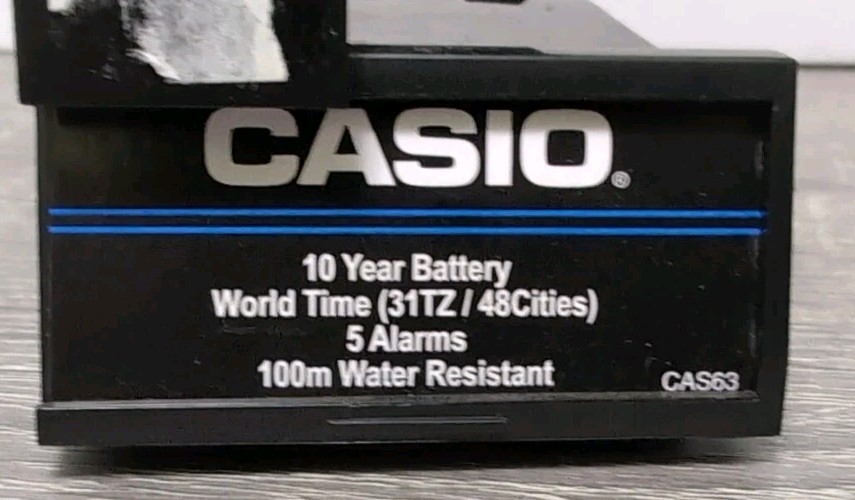 CASIO®
10 Year Battery
World Time (31TZ / 48Cities)
5 Alarms
100m Water Resistant
CAS63